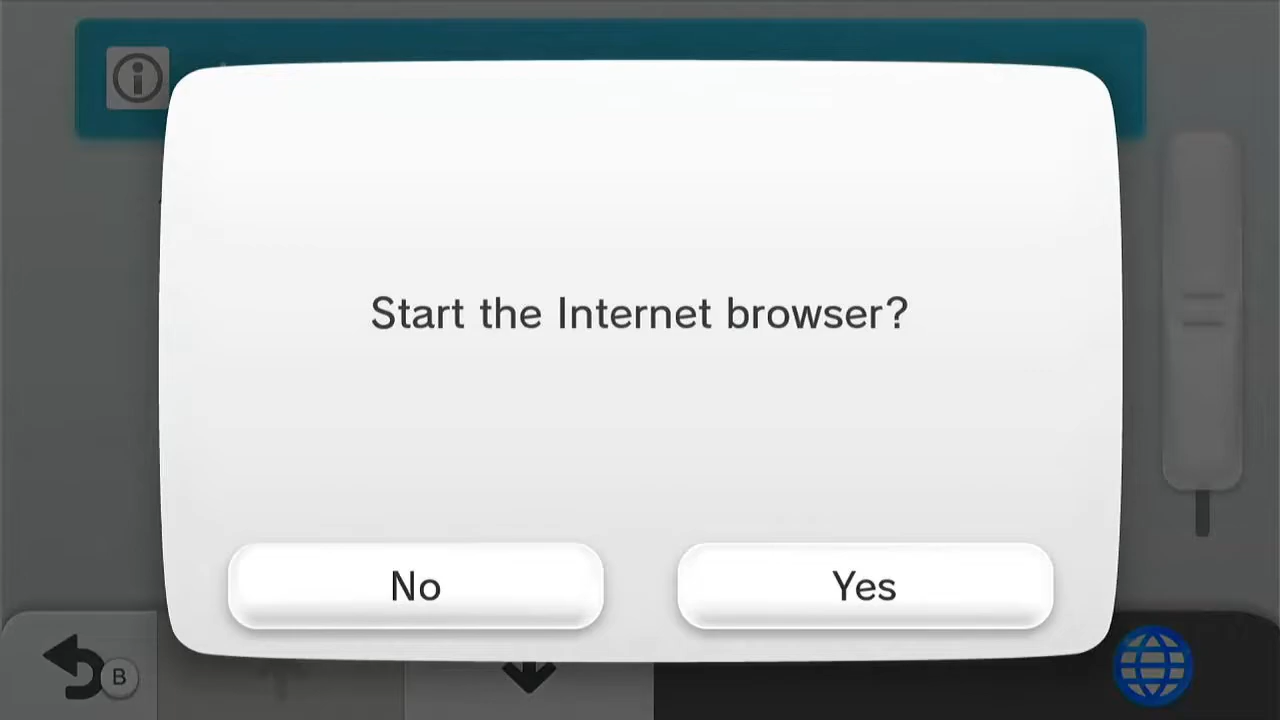 Start the Internet browser?
No
Yes
B